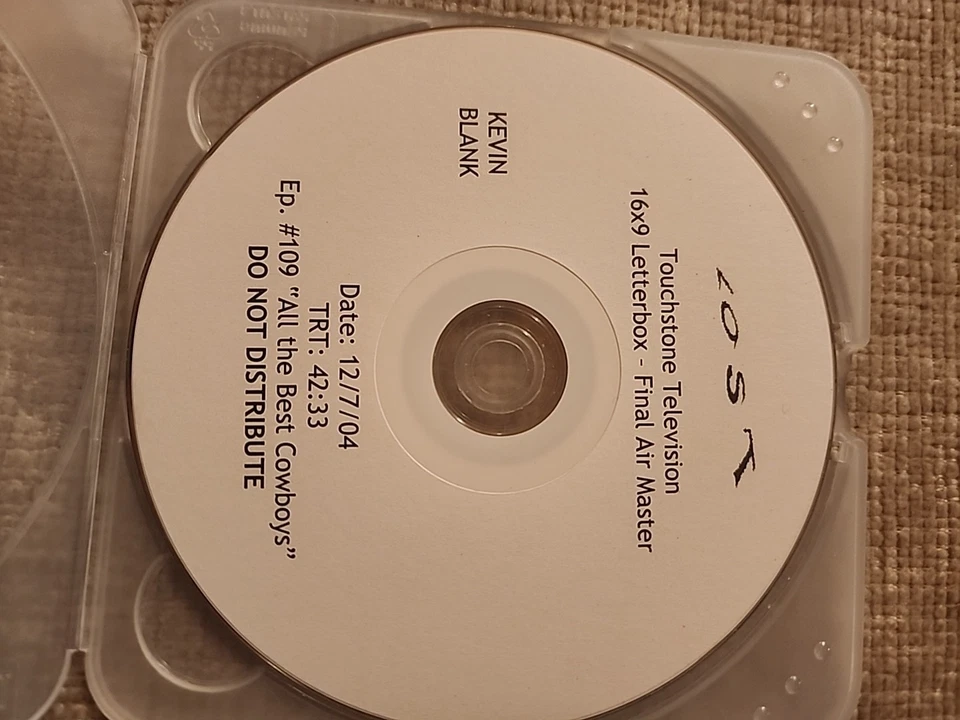 LOST
Touchstone Television
16x9 Letterbox - Final Air Master
KEVIN
BLANK
Date: 12/7/04
TRT: 42:33
Ep. #109 "All the Best Cowboys"
DO NOT DISTRIBUTE